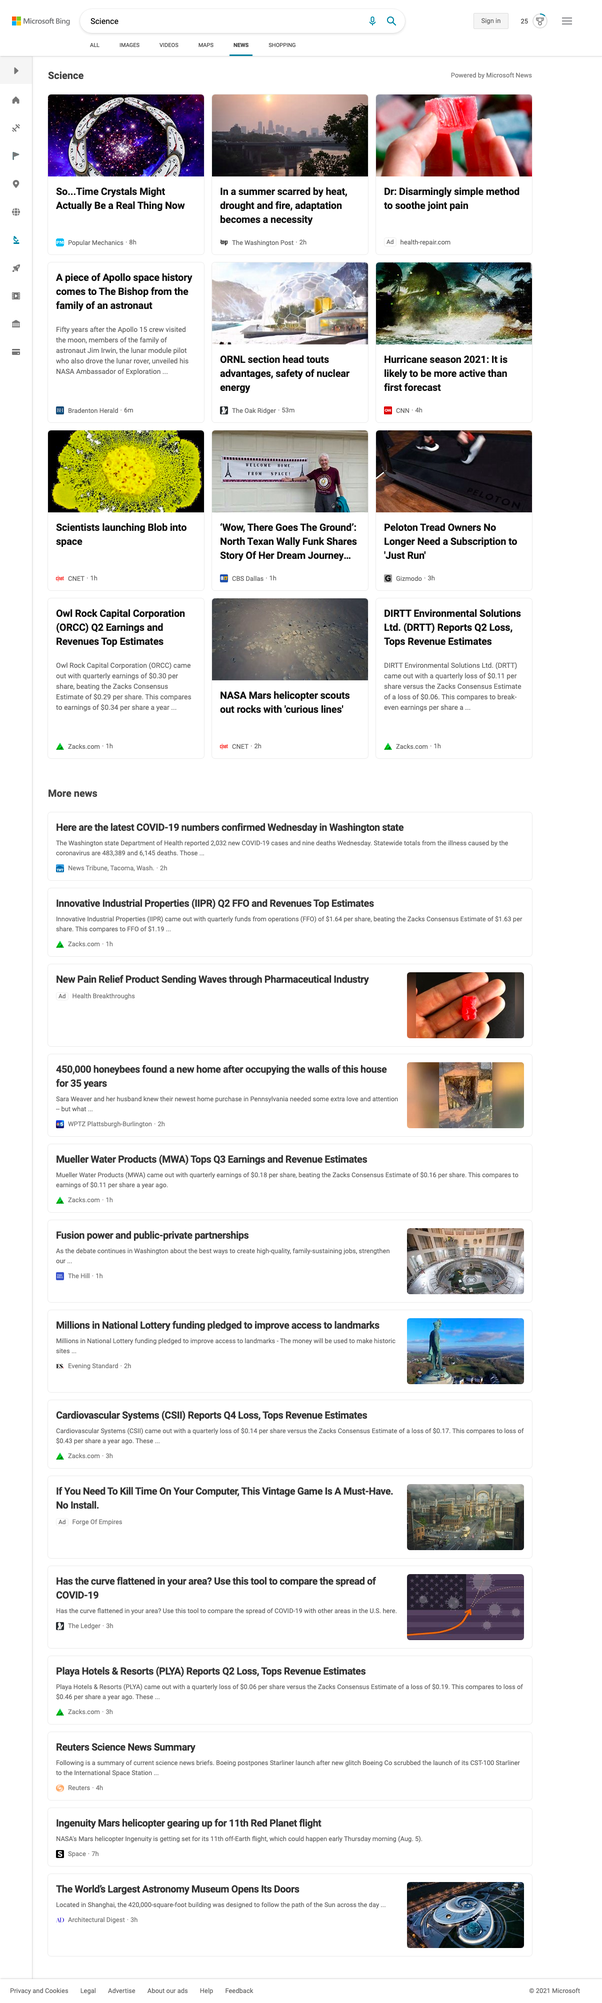 Microsoft Bing
Science
Sign in
25
ALL IMAGES VIDEOS MAPS NEWS SHOPPING
Science
Powered by Microsoft News
So...Time Crystals Might
Actually Be a Real Thing Now
Popular Mechanics · 8h
In a summer scarred by heat,
drought and fire, adaptation
becomes a necessity
wp The Washington Post · 2h
Dr: Disarmingly simple method
to soothe joint pain
Ad health-repair.com
A piece of Apollo space history
comes to The Bishop from the
family of an astronaut
Fifty years after the Apollo 15 crew visited
the moon, members of the family of
astronaut Jim Irwin, the lunar module pilot
who also drove the lunar rover, unveiled his
NASA Ambassador of Exploration ...
Bradenton Herald · 6m
ORNL section head touts
advantages, safety of nuclear
energy
The Oak Ridger · 53m
Hurricane season 2021: It is
likely to be more active than
first forecast
CNN · 4h
Scientists launching Blob into
space
CNET · 1h
WELCOME HOME
FROM SPACE!
'Wow, There Goes The Ground':
North Texan Wally Funk Shares
Story Of Her Dream Journey...
CBS Dallas · 1h
PELOTON
Peloton Tread Owners No
Longer Need a Subscription to
'Just Run'
G Gizmodo · 3h
Owl Rock Capital Corporation
(ORCC) Q2 Earnings and
Revenues Top Estimates
Owl Rock Capital Corporation (ORCC) came
out with quarterly earnings of $0.30 per
share, beating the Zacks Consensus
Estimate of $0.29 per share. This compares
to earnings of $0.34 per share a year ...
Zacks.com · 1h
NASA Mars helicopter scouts
out rocks with 'curious lines'
CNET · 2h
DIRTT Environmental Solutions
Ltd. (DRTT) Reports Q2 Loss,
Tops Revenue Estimates
DIRTT Environmental Solutions Ltd. (DRTT)
came out with a quarterly loss of $0.11 per
share versus the Zacks Consensus Estimate
of a loss of $0.06. This compares to break-
even earnings per share a ...
Zacks.com · 1h
More news
Here are the latest COVID-19 numbers confirmed Wednesday in Washington state
The Washington state Department of Health reported 2,032 new COVID-19 cases and nine deaths Wednesday. Statewide totals from the illness caused by the
coronavirus are 483,389 and 6,145 deaths. Those ...
News Tribune, Tacoma, Wash. · 2h
Innovative Industrial Properties (IIPR) Q2 FFO and Revenues Top Estimates
Innovative Industrial Properties (IIPR) came out with quarterly funds from operations (FFO) of $1.64 per share, beating the Zacks Consensus Estimate of $1.63 per
share. This compares to FFO of $1.19 ...
Zacks.com · 1h
New Pain Relief Product Sending Waves through Pharmaceutical Industry
Ad Health Breakthroughs
450,000 honeybees found a new home after occupying the walls of this house
for 35 years
Sara Weaver and her husband knew their newest home purchase in Pennsylvania needed some extra love and attention
– but what ...
WPTZ Plattsburgh-Burlington · 2h
Mueller Water Products (MWA) Tops Q3 Earnings and Revenue Estimates
Mueller Water Products (MWA) came out with quarterly earnings of $0.18 per share, beating the Zacks Consensus Estimate of $0.16 per share. This compares to
earnings of $0.11 per share a year ago.
Zacks.com · 1h
Fusion power and public-private partnerships
As the debate continues in Washington about the best ways to create high-quality, family-sustaining jobs, strengthen
our ...
The Hill · 1h
Millions in National Lottery funding pledged to improve access to landmarks
Millions in National Lottery funding pledged to improve access to landmarks - The money will be used to make historic
sites ...
ES. Evening Standard · 2h
Cardiovascular Systems (CSII) Reports Q4 Loss, Tops Revenue Estimates
Cardiovascular Systems (CSII) came out with a quarterly loss of $0.14 per share versus the Zacks Consensus Estimate of a loss of $0.17. This compares to loss of
$0.43 per share a year ago. These ...
Zacks.com · 3h
If You Need To Kill Time On Your Computer, This Vintage Game Is A Must-Have.
No Install.
Ad Forge Of Empires
Has the curve flattened in your area? Use this tool to compare the spread of
COVID-19
Has the curve flattened in your area? Use this tool to compare the spread of COVID-19 with other areas in the U.S. here.
The Ledger · 3h
Playa Hotels & Resorts (PLYA) Reports Q2 Loss, Tops Revenue Estimates
Playa Hotels & Resorts (PLYA) came out with a quarterly loss of $0.06 per share versus the Zacks Consensus Estimate of a loss of $0.19. This compares to loss of
$0.46 per share a year ago. These ...
Zacks.com · 3h
Reuters Science News Summary
Following is a summary of current science news briefs. Boeing postpones Starliner launch after new glitch Boeing Co scrubbed the launch of its CST-100 Starliner
to the International Space Station ...
Reuters · 4h
Ingenuity Mars helicopter gearing up for 11th Red Planet flight
NASA's Mars helicopter Ingenuity is getting set for its 11th off-Earth flight, which could happen early Thursday morning (Aug. 5).
S Space · 7h
The World's Largest Astronomy Museum Opens Its Doors
Located in Shanghai, the 420,000-square-foot building was designed to follow the path of the Sun across the day ...
AD Architectural Digest · 3h
Privacy and Cookies Legal Advertise About our ads Help Feedback
© 2021 Microsoft